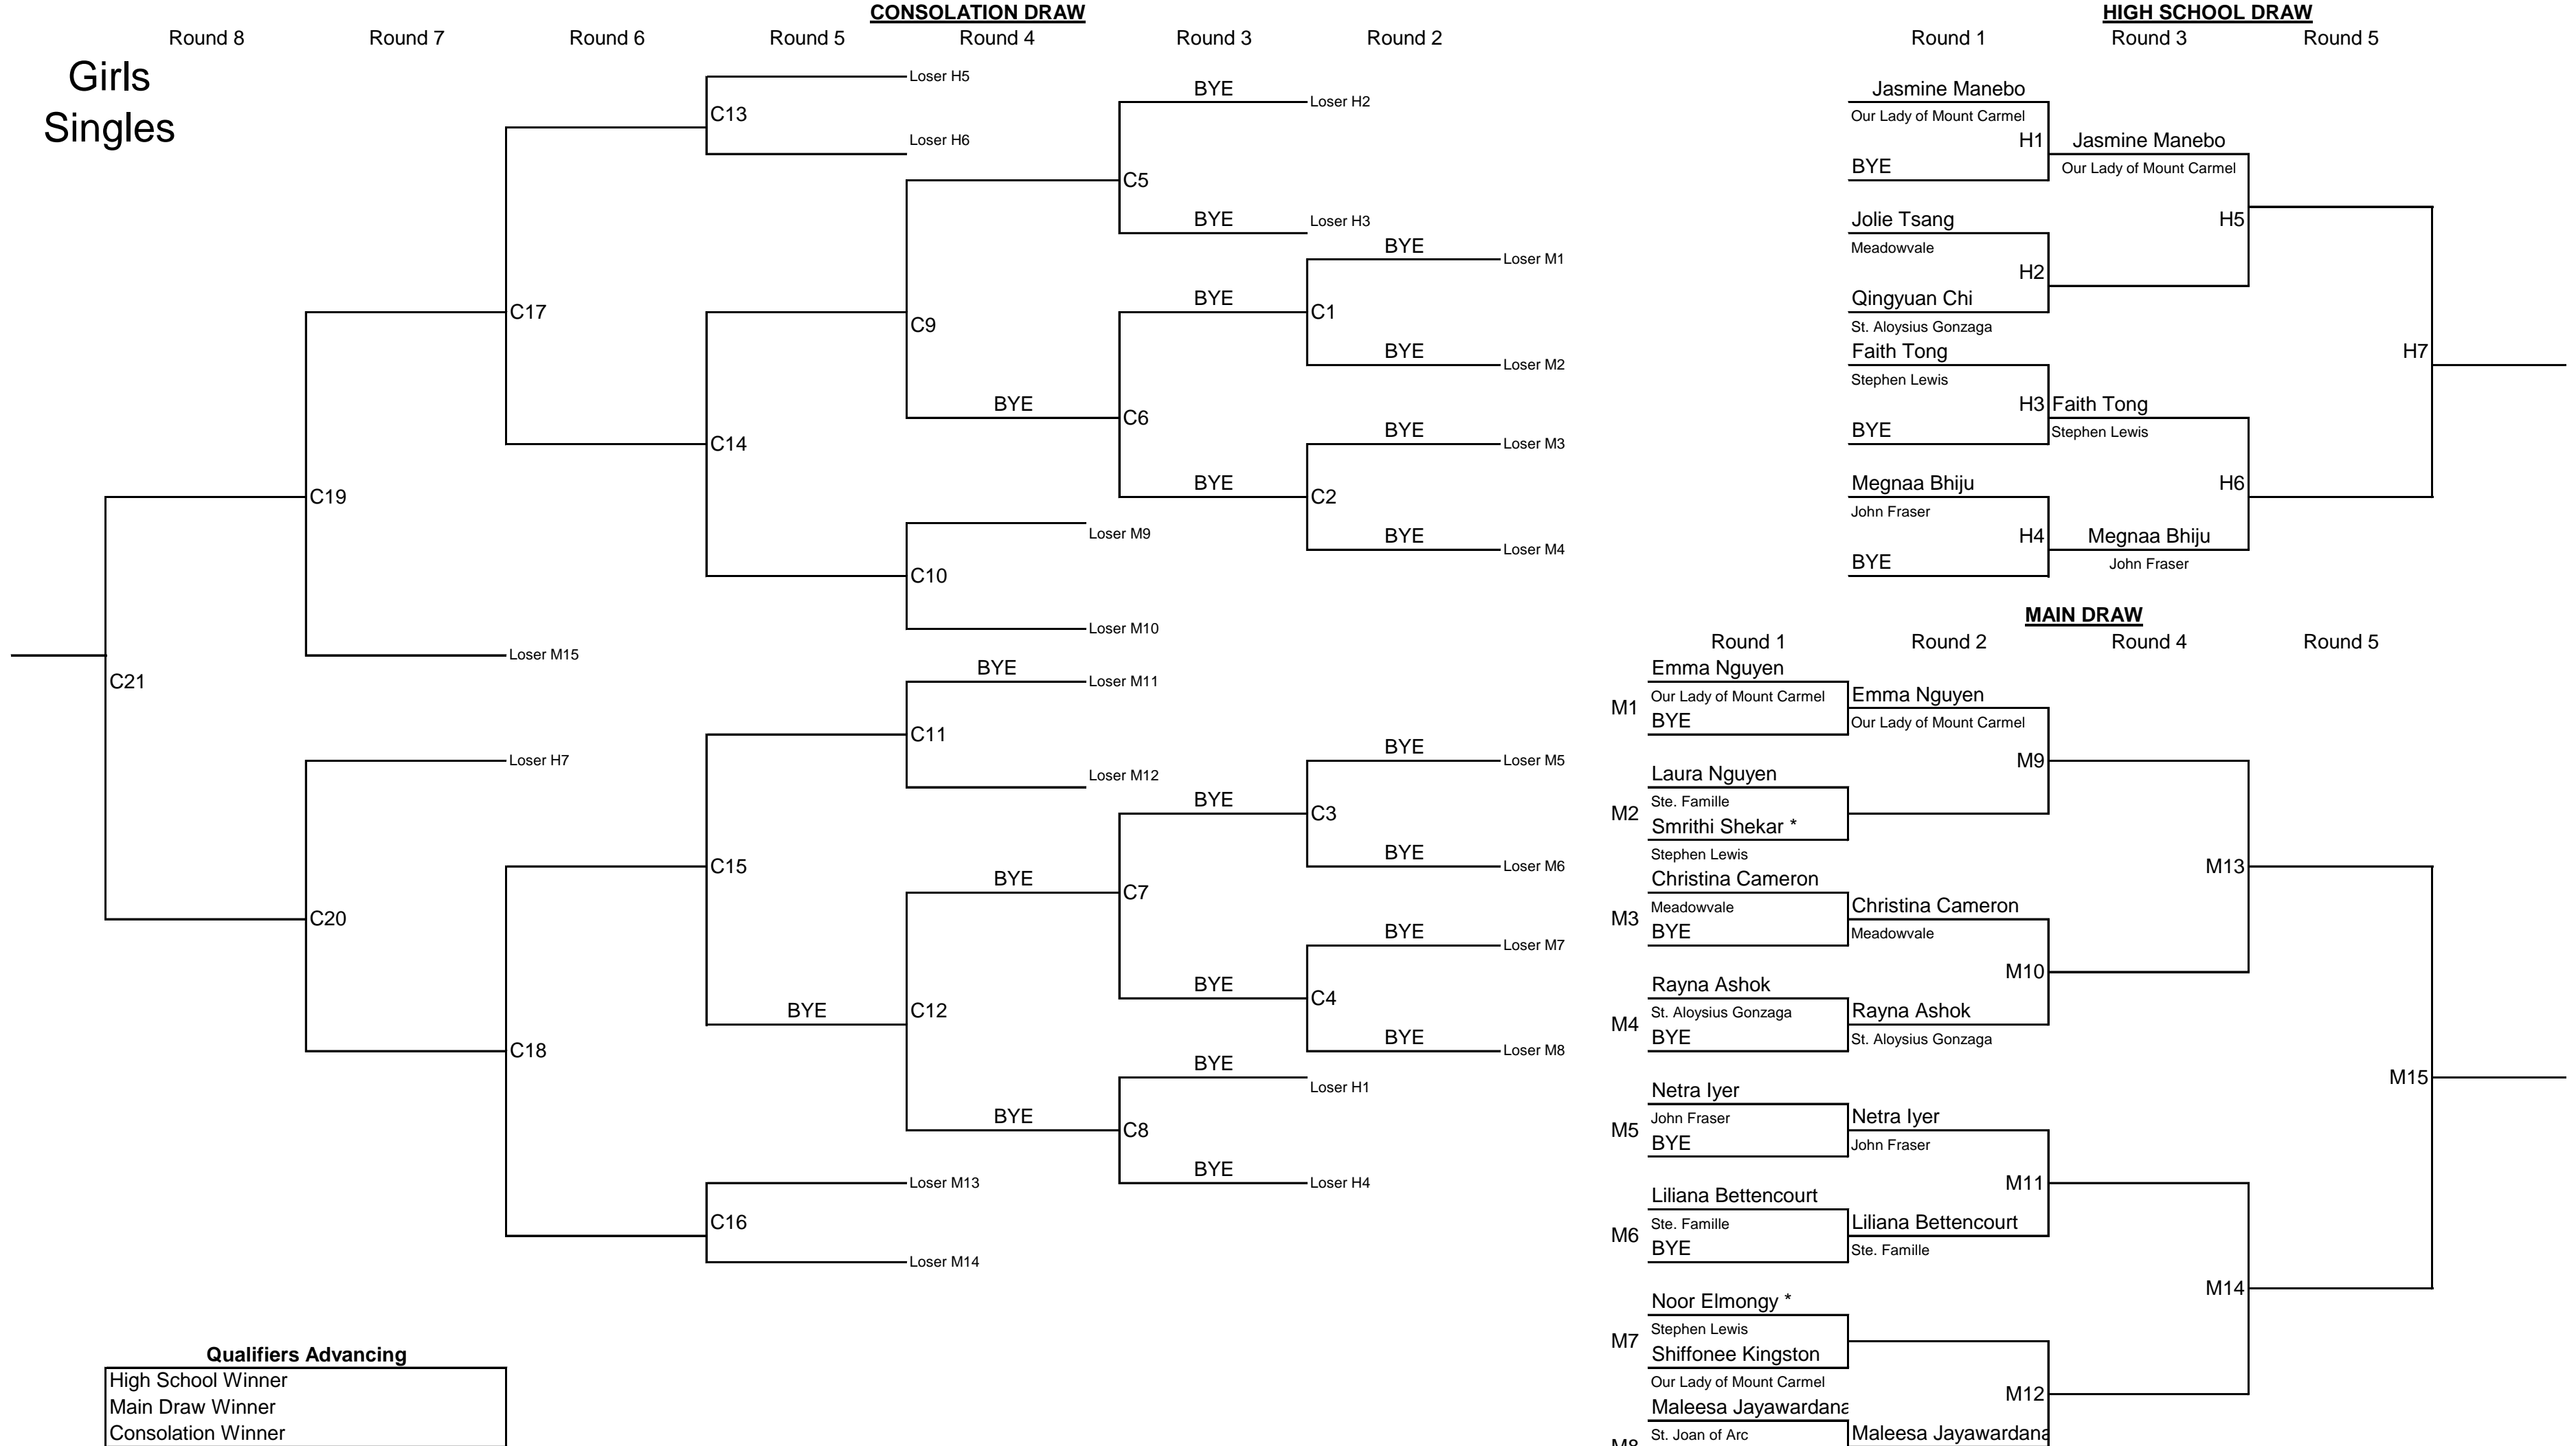 CONSOLATION DRAW
HIGH SCHOOL DRAW
Round 8
Round 7
Round 6
Round 5
Round 4
Round 3
Round 2
Round 1
Round 3
Round 5
Girls
Singles
Loser H5
C13
Loser H6
BYE
Loser H2
C5
BYE
Loser H3
BYE
Loser M1
BYE
C1
C17
C9
BYE
Loser M2
BYE
C6
C14
BYE
Loser M3
BYE
C2
C19
Loser M9
BYE
Loser M4
C10
Loser M10
Loser M15
C21
BYE
Loser M11
C11
Loser M12
Loser H7
BYE
Loser M5
BYE
C3
C15
BYE
Loser M6
BYE
C7
C20
BYE
Loser M7
BYE
C4
BYE
C12
C18
BYE
Loser M8
BYE
Loser H1
BYE
C8
BYE
Loser H4
Loser M13
C16
Loser M14
Jasmine Manebo
Our Lady of Mount Carmel
H1
Jasmine Manebo
BYE
Our Lady of Mount Carmel
Jolie Tsang
H5
Meadowvale
H2
Qingyuan Chi
St. Aloysius Gonzaga
Faith Tong
H7
Stephen Lewis
H3
Faith Tong
BYE
Stephen Lewis
Megnaa Bhiju
H6
John Fraser
H4
Megnaa Bhiju
BYE
John Fraser
MAIN DRAW
Round 1
Round 2
Round 4
Round 5
Emma Nguyen
Our Lady of Mount Carmel
Emma Nguyen
M1
BYE
Our Lady of Mount Carmel
M9
Laura Nguyen
Ste. Famille
M2
Smrithi Shekar *
Stephen Lewis
M13
Christina Cameron
Meadowvale
Christina Cameron
M3
BYE
Meadowvale
M10
Rayna Ashok
St. Aloysius Gonzaga
Rayna Ashok
M4
BYE
St. Aloysius Gonzaga
M15
Netra Iyer
John Fraser
Netra Iyer
M5
BYE
John Fraser
M11
Liliana Bettencourt
Ste. Famille
Liliana Bettencourt
M6
BYE
Ste. Famille
M14
Noor Elmongy *
Stephen Lewis
M7
Shiffonee Kingston
Our Lady of Mount Carmel
M12
Maleesa Jayawardana
St. Joan of Arc
Maleesa Jayawardana
M8
Qualifiers Advancing
High School Winner
Main Draw Winner
Consolation Winner